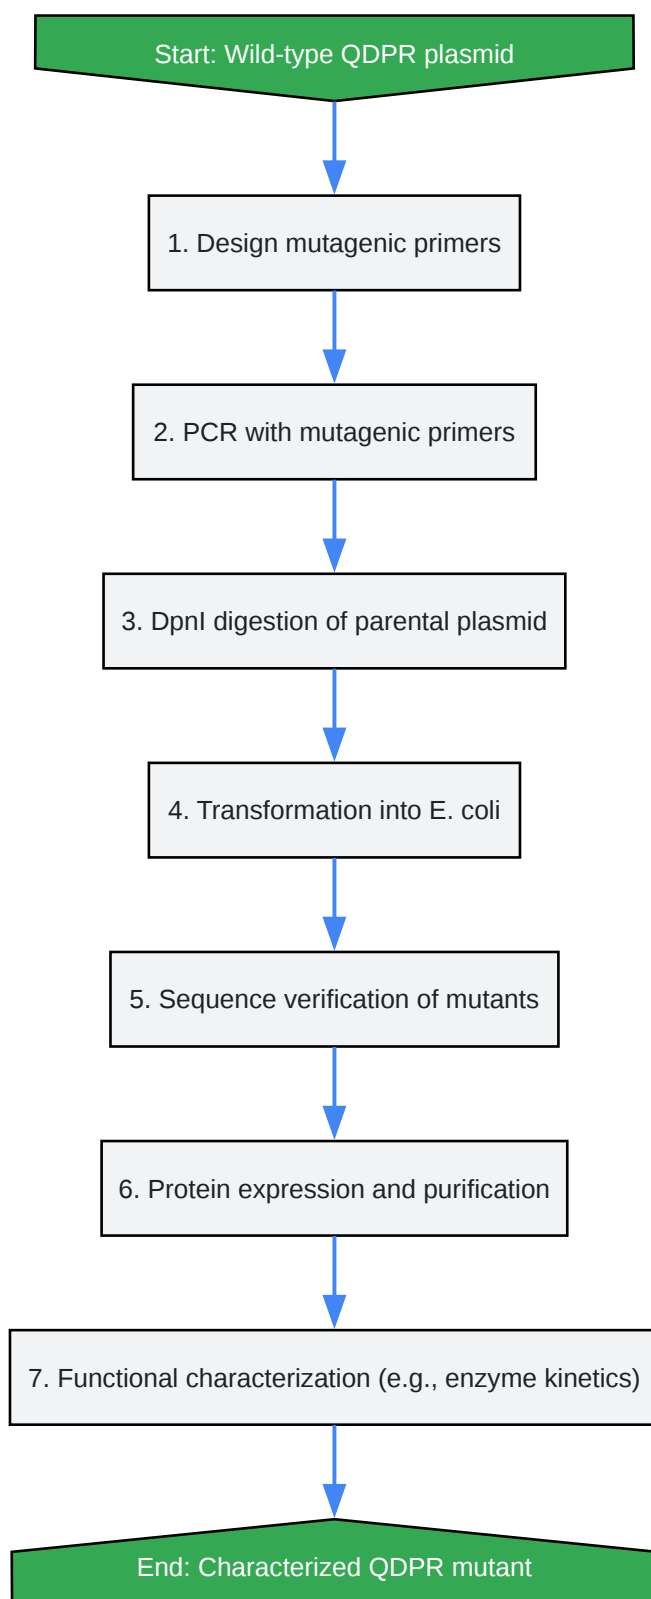 Start: Wild-type QDPR plasmid
1. Design mutagenic primers
2. PCR with mutagenic primers
3. DpnI digestion of parental plasmid
4. Transformation into E. coli
5. Sequence verification of mutants
6. Protein expression and purification
7. Functional characterization (e.g., enzyme kinetics)
End: Characterized QDPR mutant